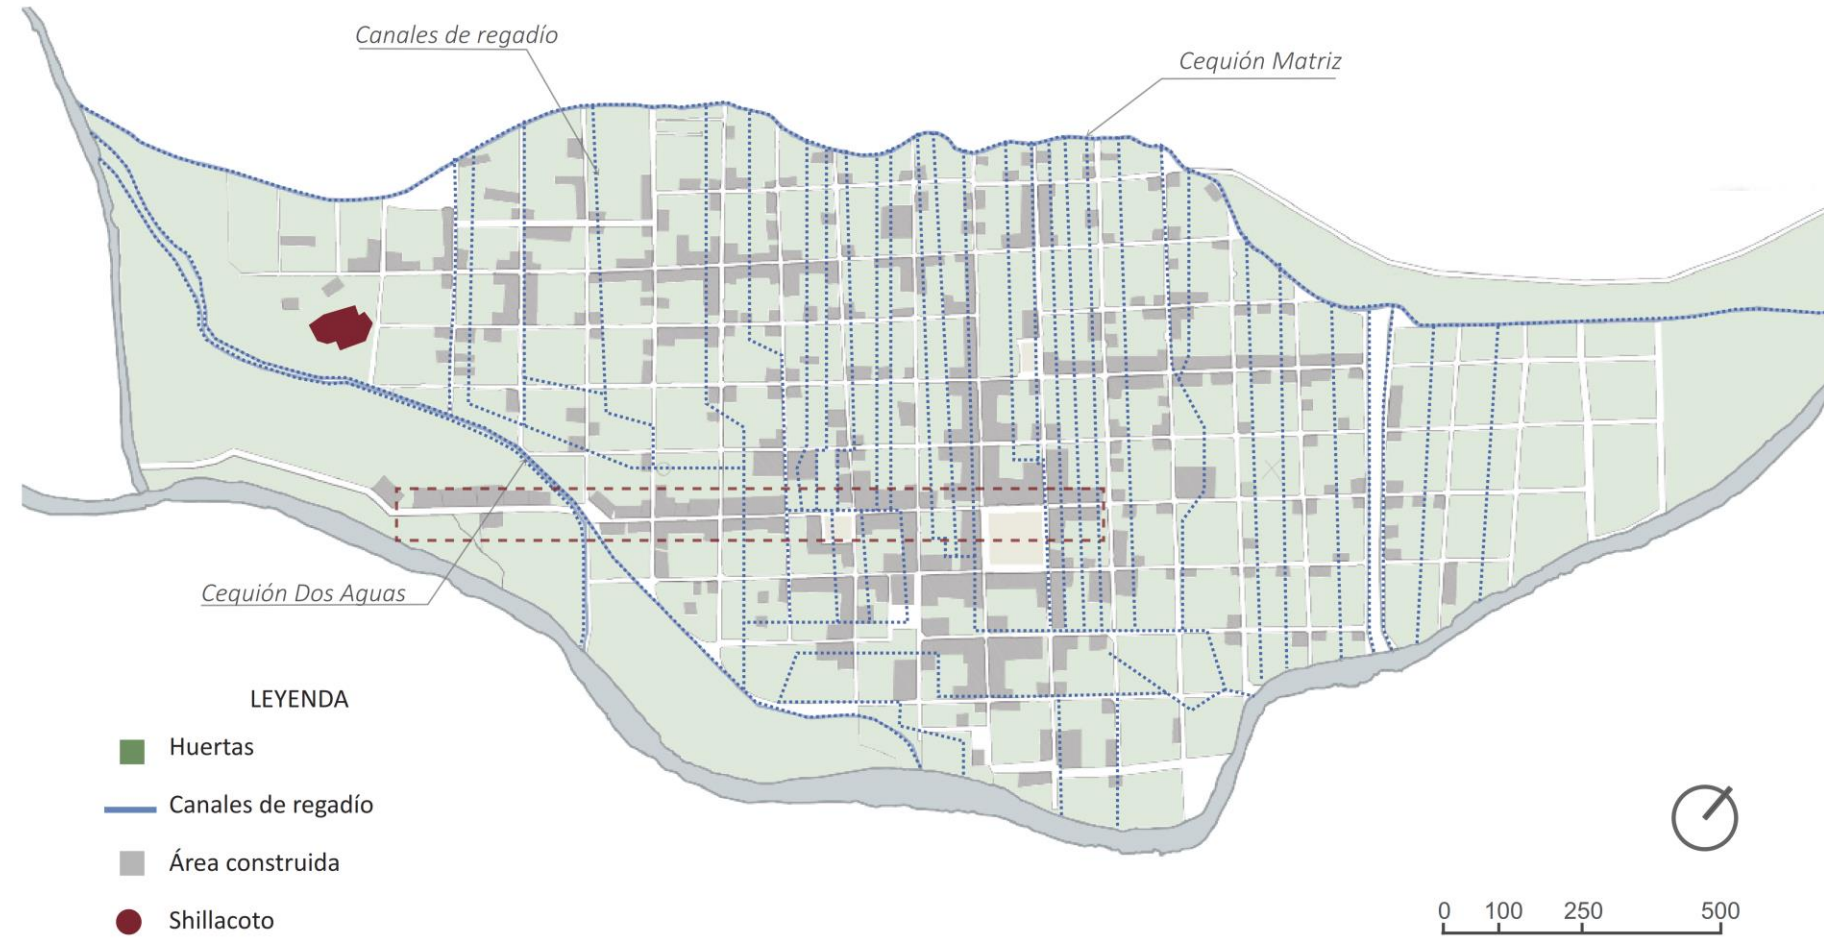 Canales de regadío
Cequión Matriz
Cequión Dos Aguas
LEYENDA
Huertas
Canales de regadío
Área construida
Shillacoto
0 100 250 500